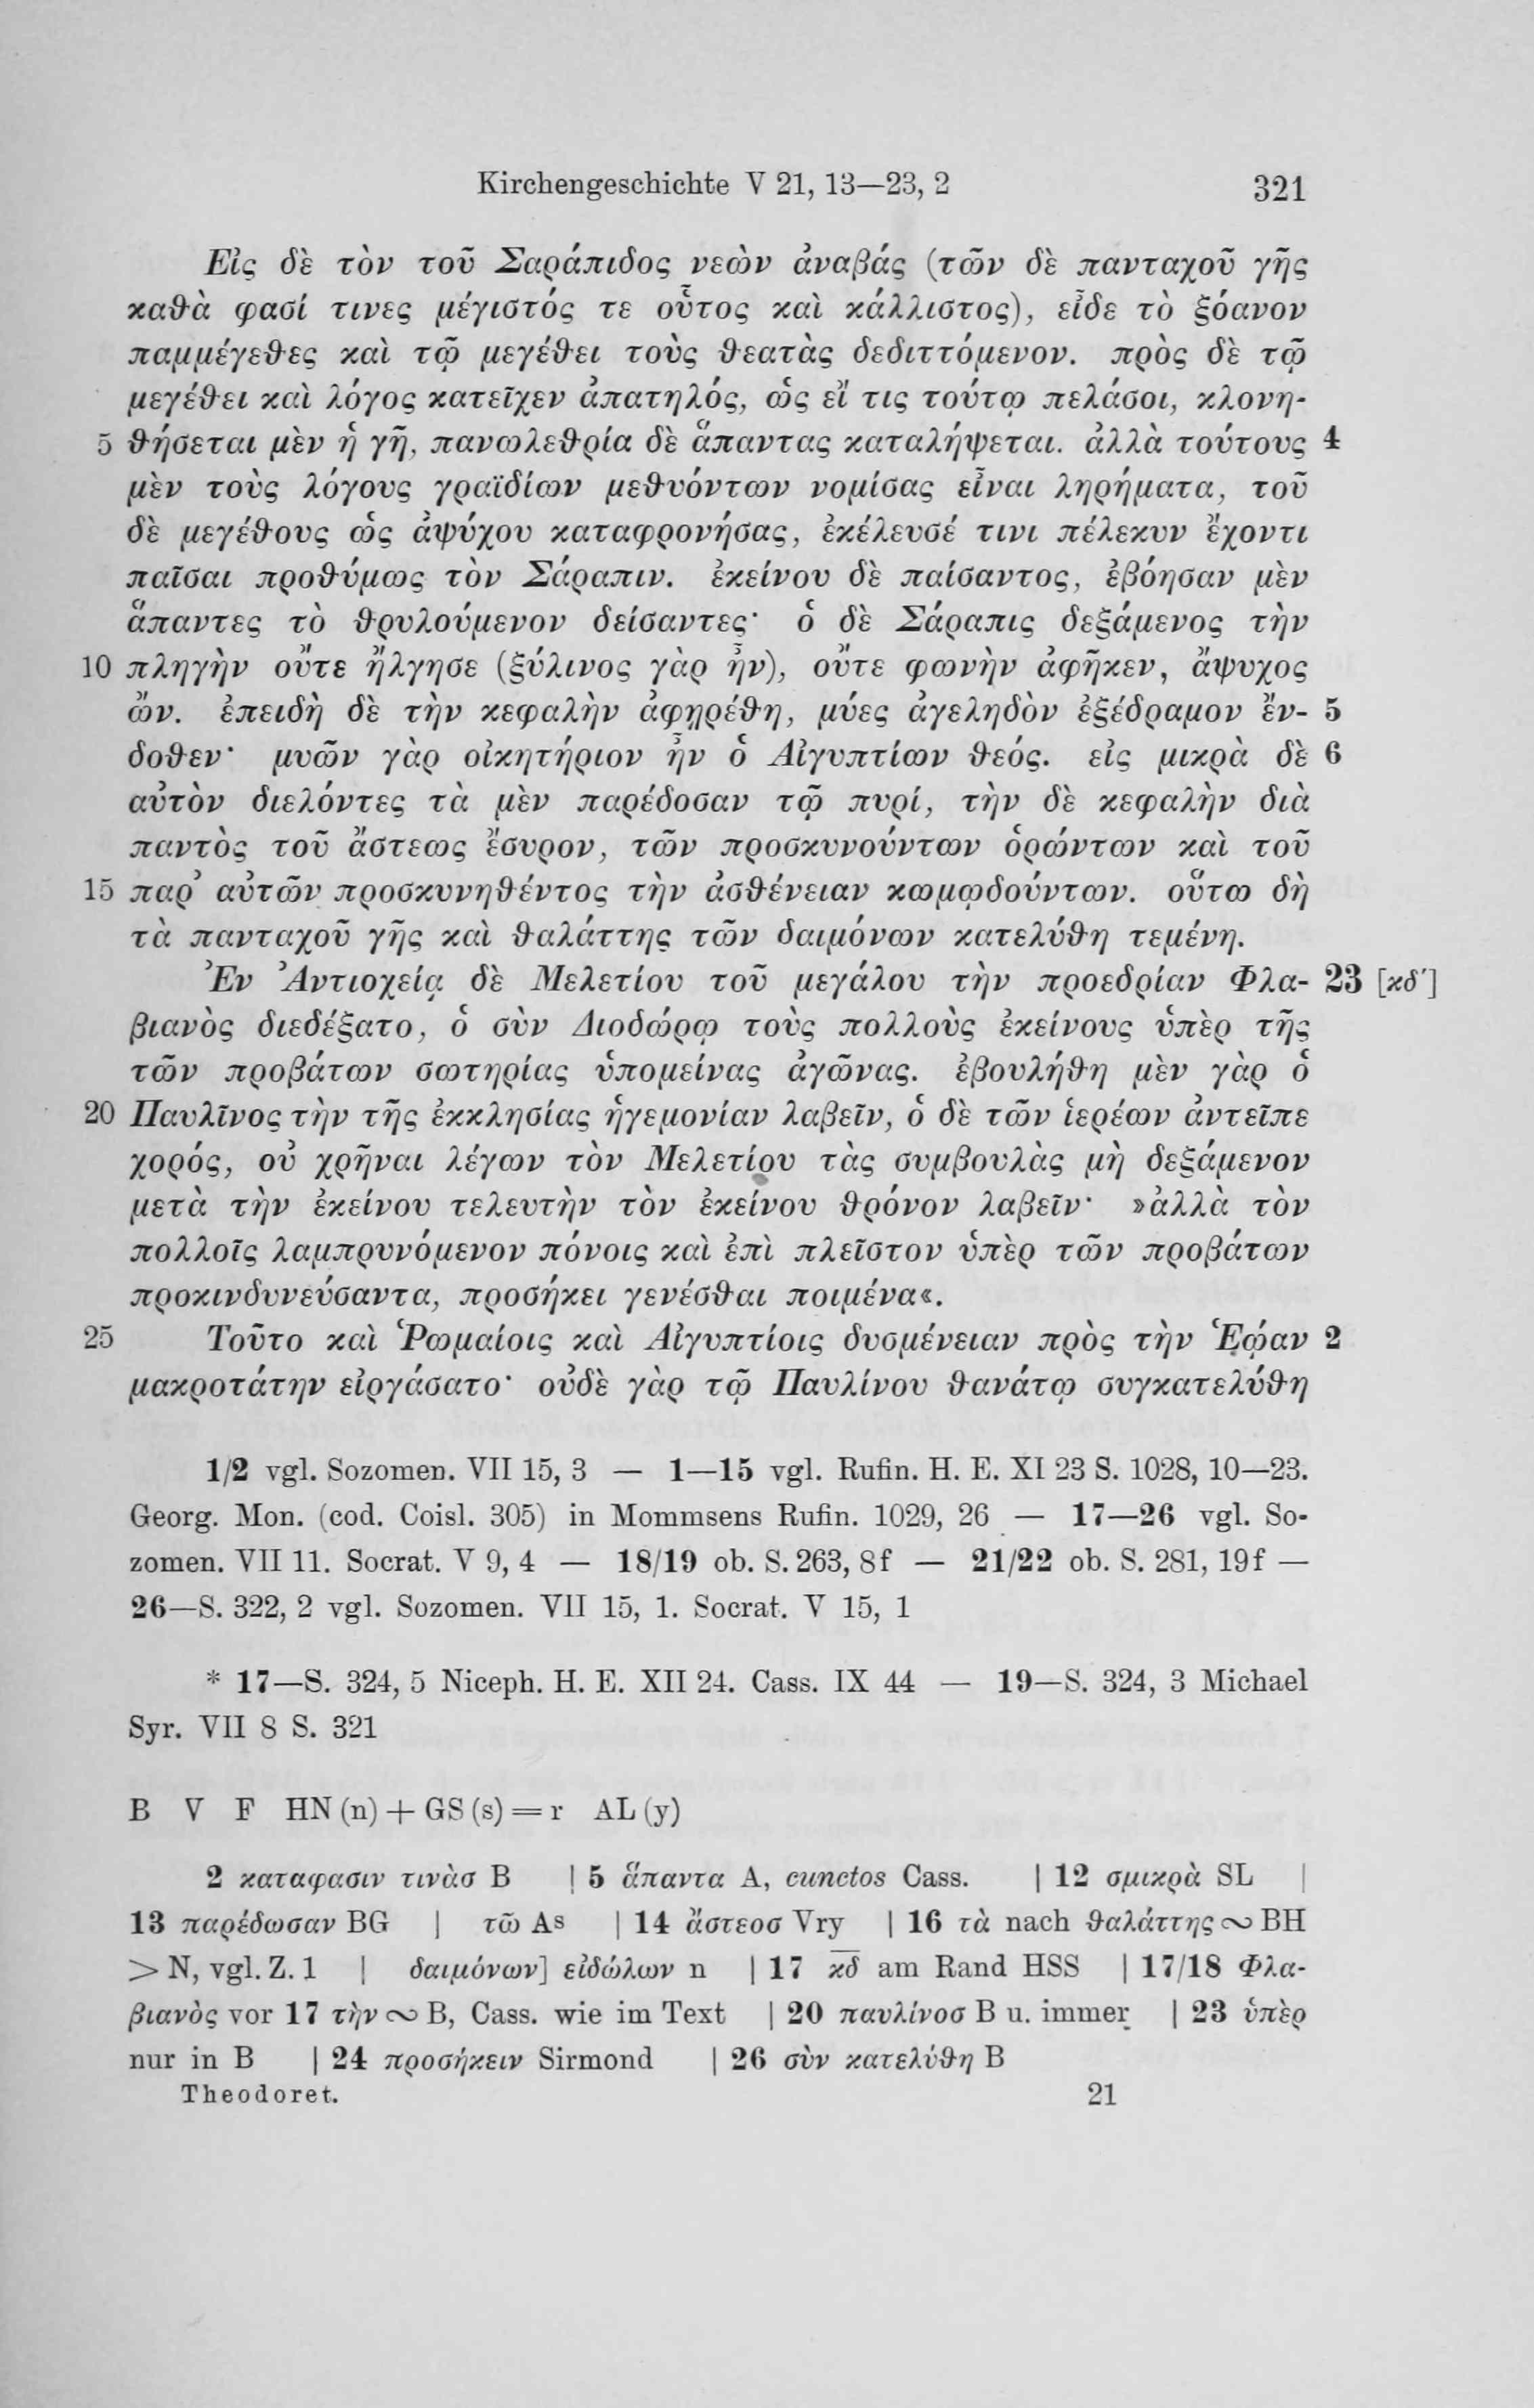 Kirchengeschichte V 21, 13—23, 2 321
Εἰς δὲ τὸν τοῦ Σαράπιδος νεὼν ἀναβάς (τῶν δὲ πανταχοῦ γῆς
καθὰ φασί τινες μέγιστός τε οὗτος καὶ κάλλιστος), εἶδε τὸ ξόανον
παμμέγεθες καὶ τῷ μεγέθει τοὺς θεατὰς δεδιττόμενον. πρὸς δὲ τῷ
μεγέθει καὶ λόγος κατεῖχεν ἀπατηλός, ὡς εἴ τις τούτῳ πελάσοι, κλονη-
5 θήσεται μὲν ἡ γῆ, πανωλεθρία δὲ ἅπαντας καταλήψεται. ἀλλὰ τούτους 4
μὲν τοὺς λόγους γραϊδίων μεθυόντων νομίσας εἶναι ληρήματα, τοῦ
δὲ μεγέθους ὡς ἀψύχου καταφρονήσας, ἐκέλευσέ τινι πέλεκυν ἔχοντι
παῖσαι προθύμως τὸν Σάραπιν. ἐκείνου δὲ παίσαντος, ἐβόησαν μὲν
ἅπαντες τὸ θρυλούμενον δείσαντες· ὁ δὲ Σάραπις δεξάμενος τὴν
10 πληγὴν οὔτε ἤλγησε (ξύλινος γὰρ ἦν), οὔτε φωνὴν ἀφῆκεν, ἄψυχος
ὤν. ἐπειδὴ δὲ τὴν κεφαλὴν ἀφῃρέθη, μύες ἀγεληδὸν ἐξέδραμον ἔν- 5
δοθεν· μυῶν γὰρ οἰκητήριον ἦν ὁ Αἰγυπτίων θεός. εἰς μικρὰ δὲ 6
αὐτὸν διελόντες τὰ μὲν παρέδοσαν τῷ πυρί, τὴν δὲ κεφαλὴν διὰ
παντὸς τοῦ ἄστεως ἔσυρον, τῶν προσκυνούντων ὁρώντων καὶ τοῦ
15 παρ’ αὐτῶν προσκυνηθέντος τὴν ἀσθένειαν κωμῳδούντων. οὕτω δὴ
τὰ πανταχοῦ γῆς καὶ θαλάττης τῶν δαιμόνων κατελύθη τεμένη.
Ἐν Ἀντιοχείᾳ δὲ Μελετίου τοῦ μεγάλου τὴν προεδρίαν Φλα- 23 [κδ′]
βιανὸς διεδέξατο, ὁ σὺν Διοδώρῳ τοὺς πολλοὺς ἐκείνους ὑπὲρ τῆς
τῶν προβάτων σωτηρίας ὑπομείνας ἀγῶνας. ἐβουλήθη μὲν γὰρ ὁ
20 Παυλῖνος τὴν τῆς ἐκκλησίας ἡγεμονίαν λαβεῖν, ὁ δὲ τῶν ἱερέων ἀντεῖπε
χορός, οὐ χρῆναι λέγων τὸν Μελετίου τὰς συμβουλὰς μὴ δεξάμενον
μετὰ τὴν ἐκείνου τελευτὴν τὸν ἐκείνου θρόνον λαβεῖν· »ἀλλὰ τὸν
πολλοῖς λαμπρυνόμενον πόνοις καὶ ἐπὶ πλεῖστον ὑπὲρ τῶν προβάτων
προκινδυνεύσαντα, προσήκει γενέσθαι ποιμένα«.
25 Τοῦτο καὶ Ῥωμαίοις καὶ Αἰγυπτίοις δυσμένειαν πρὸς τὴν Ἑῴαν 2
μακροτάτην εἰργάσατο· οὐδὲ γὰρ τῷ Παυλίνου θανάτῳ συγκατελύθη
1/2 vgl. Sozomen. VII 15, 3 — 1—15 vgl. Rufin. H. E. XI 23 S. 1028, 10—23.
Georg. Mon. (cod. Coisl. 305) in Mommsens Rufin. 1029, 26 — 17—26 vgl. So-
zomen. VII 11. Socrat. V 9, 4 — 18/19 ob. S. 263, 8f — 21/22 ob. S. 281, 19f —
26—S. 322, 2 vgl. Sozomen. VII 15, 1. Socrat. V 15, 1
* 17—S. 324, 5 Niceph. H. E. XII 24. Cass. IX 44 — 19—S. 324, 3 Michael
Syr. VII 8 S. 321
B V F HN (n) + GS (s) = r AL (y)
2 καταφασιν τινὰσ B | 5 ἅπαντα A, cunctos Cass. | 12 σμικρὰ SL |
13 παρέδωσαν BG | τῶ As | 14 ἄστεοσ Vry | 16 τὰ nach θαλάττης ∾ BH
> N, vgl. Z. 1 | δαιμόνων] εἰδώλων n | 17 κδ am Rand HSS | 17/18 Φλα-
βιανὸς vor 17 τὴν ∾ B, Cass. wie im Text | 20 παυλίνοσ B u. immer | 23 ὑπὲρ
nur in B | 24 προσήκειν Sirmond | 26 σὺν κατελύθη B
Theodoret. 21